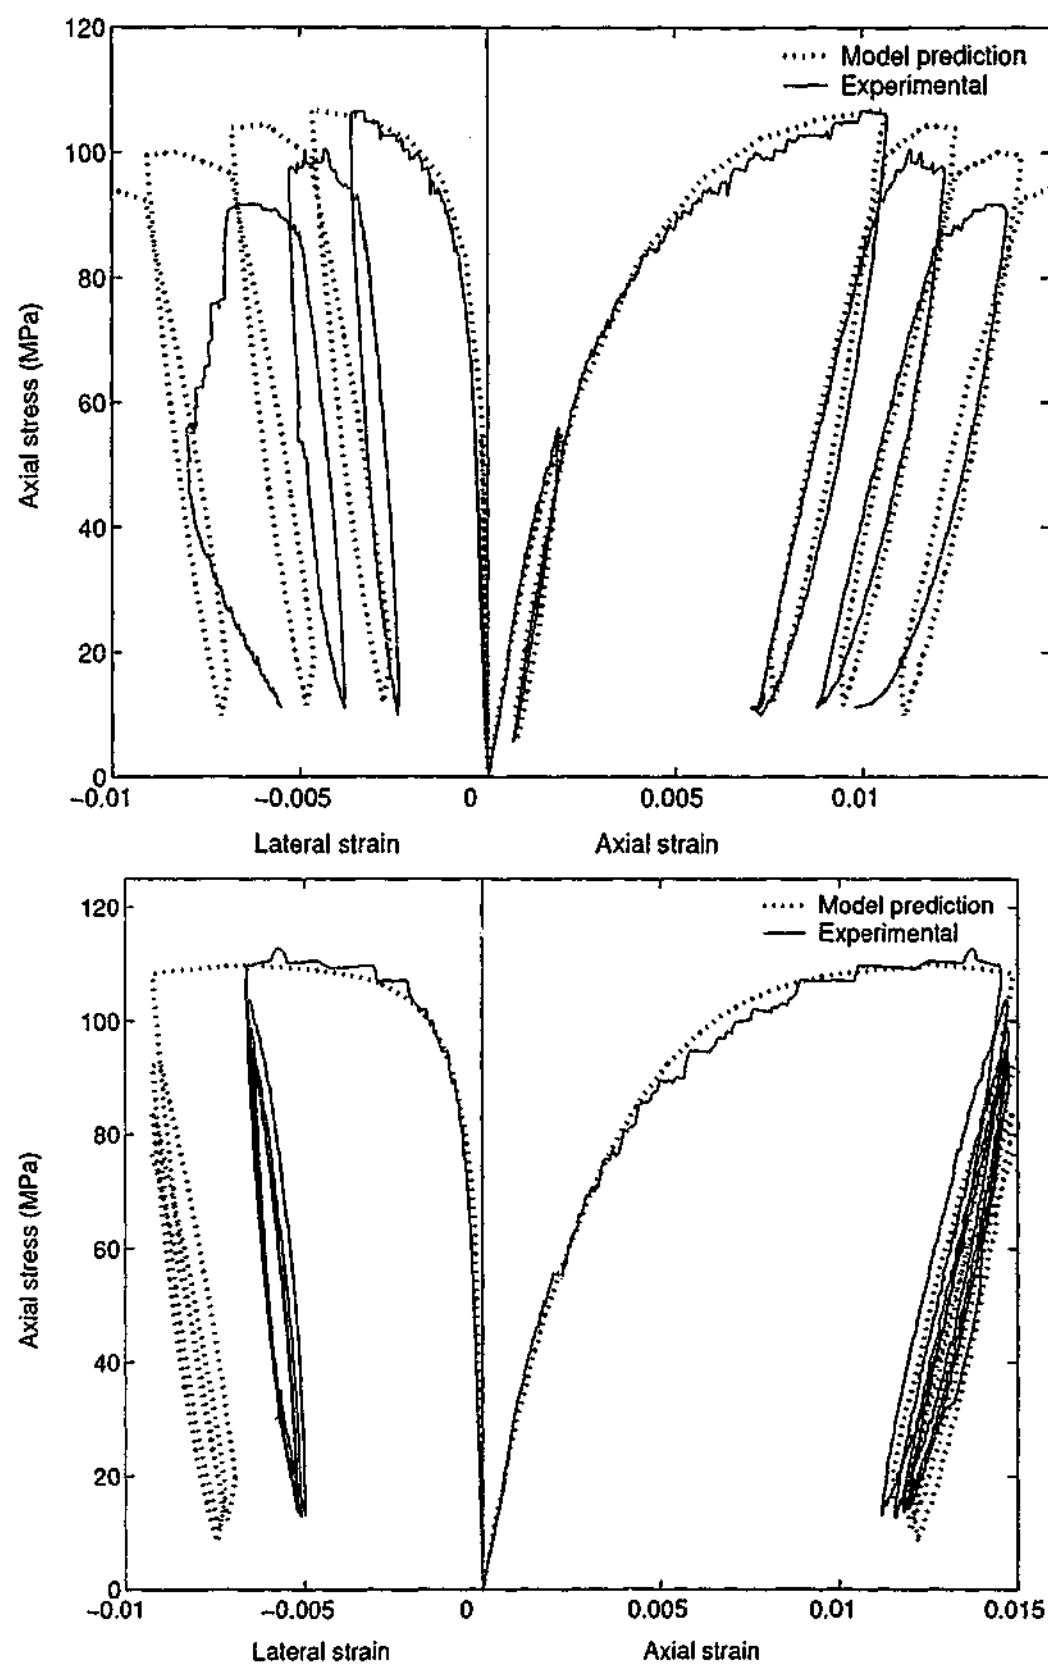 120
Model prediction
Experimental
100
80
60
40
20
0
Axial stress (MPa)
−0.01 −0.005 0 0.005 0.01
Lateral strain Axial strain
120
Model prediction
Experimental
100
80
60
40
20
0
Axial stress (MPa)
−0.01 −0.005 0 0.005 0.01 0.015
Lateral strain Axial strain